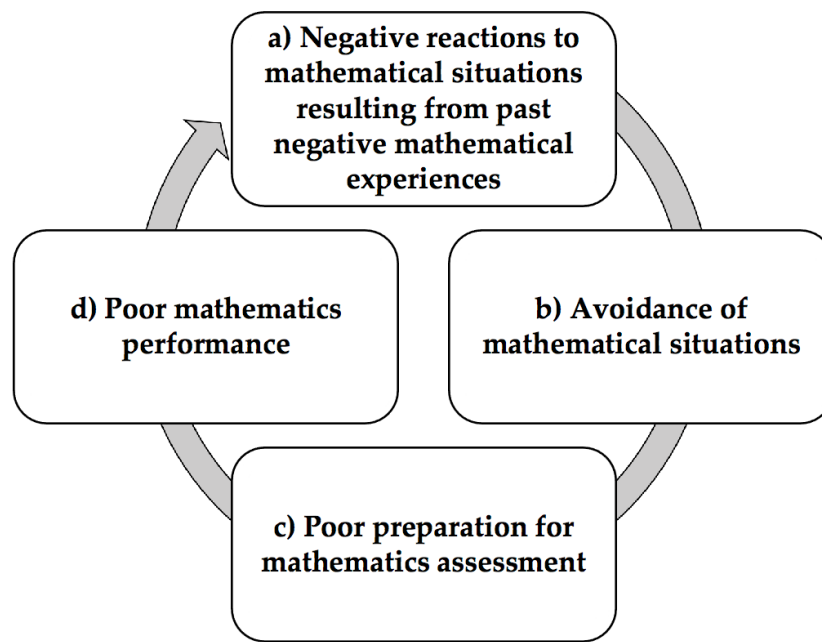 a) Negative reactions to
mathematical situations
resulting from past
negative mathematical
experiences
b) Avoidance of
mathematical situations
c) Poor preparation for
mathematics assessment
d) Poor mathematics
performance